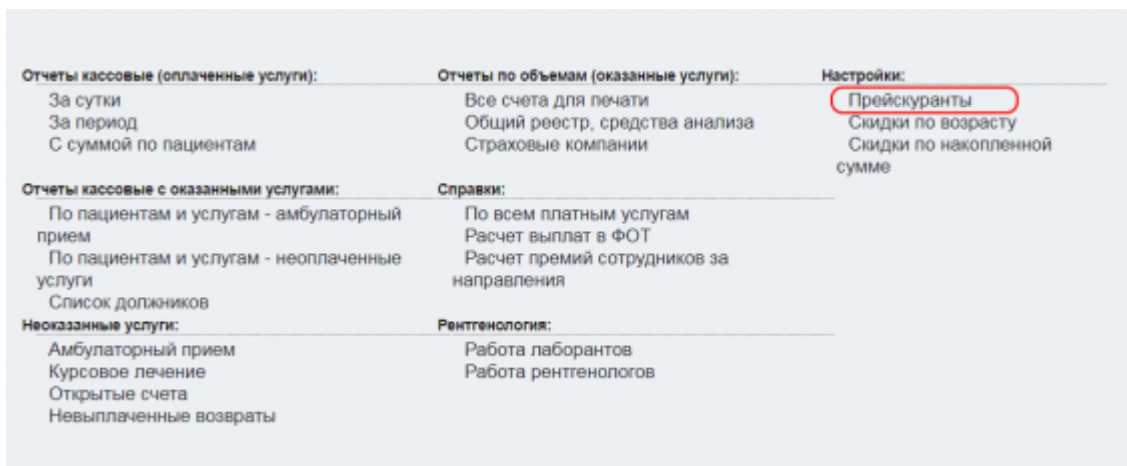 Отчеты кассовые (оплаченные услуги):
За сутки
За период
С суммой по пациентам
Отчеты по объемам (оказанные услуги):
Все счета для печати
Общий реестр, средства анализа
Страховые компании
Настройки:
Прейскуранты
Скидки по возрасту
Скидки по накопленной
сумме
Отчеты кассовые с оказанными услугами:
По пациентам и услугам - амбулаторный
прием
По пациентам и услугам - неоплаченные
услуги
Список должников
Справки:
По всем платным услугам
Расчет выплат в ФОТ
Расчет премий сотрудников за
направления
Неоказанные услуги:
Амбулаторный прием
Курсовое лечение
Открытые счета
Невыплаченные возвраты
Рентгенология:
Работа лаборантов
Работа рентгенологов